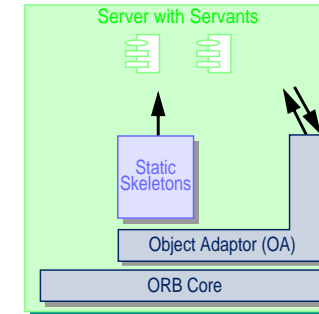 Server with Servants
Static
Skeletons
Object Adaptor (OA)
ORB Core